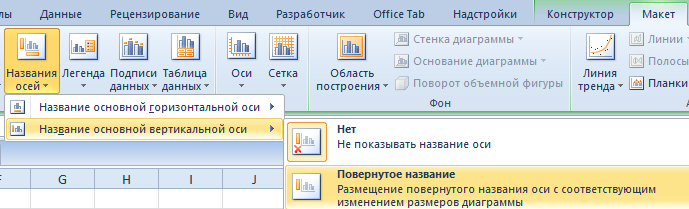 Данные Рецензирование Вид Разработчик Office Tab Надстройки Конструктор Макет
Названия осей Легенда Подписи данных Таблица данных Оси Сетка Область построения Стенка диаграммы Основание диаграммы Поворот объемной фигуры Линия тренда Линии Полосы Планки
Фон
Название основной горизонтальной оси
Название основной вертикальной оси
Нет
Не показывать название оси
Повернутое название
Размещение повернутого названия оси с соответствующим
изменением размеров диаграммы
G H I J